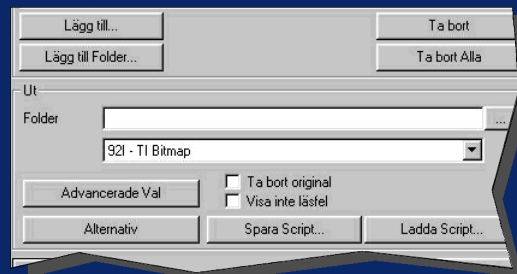 Lägg till... Ta bort
Lägg till Folder... Ta bort Alla
Ut
Folder ...
92I - TI Bitmap
Advancerade Val
Ta bort original
Visa inte läsfel
Alternativ Spara Script... Ladda Script...